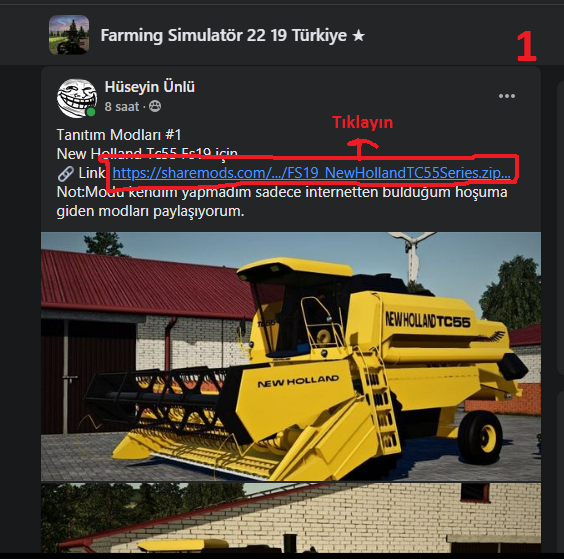 Farming Simulatör 22 19 Türkiye ★
1
Hüseyin Ünlü
8 saat ·
Tıklayın
Tanıtım Modları #1
New Holland Tc55 Fs19 için
🔗 Link https://sharemods.com/.../FS19_NewHollandTC55Series.zip...
Not:Modu kendim yapmadım sadece internetten bulduğum hoşuma
giden modları paylaşıyorum.
NEW HOLLAND TC55
NEW HOLLAND